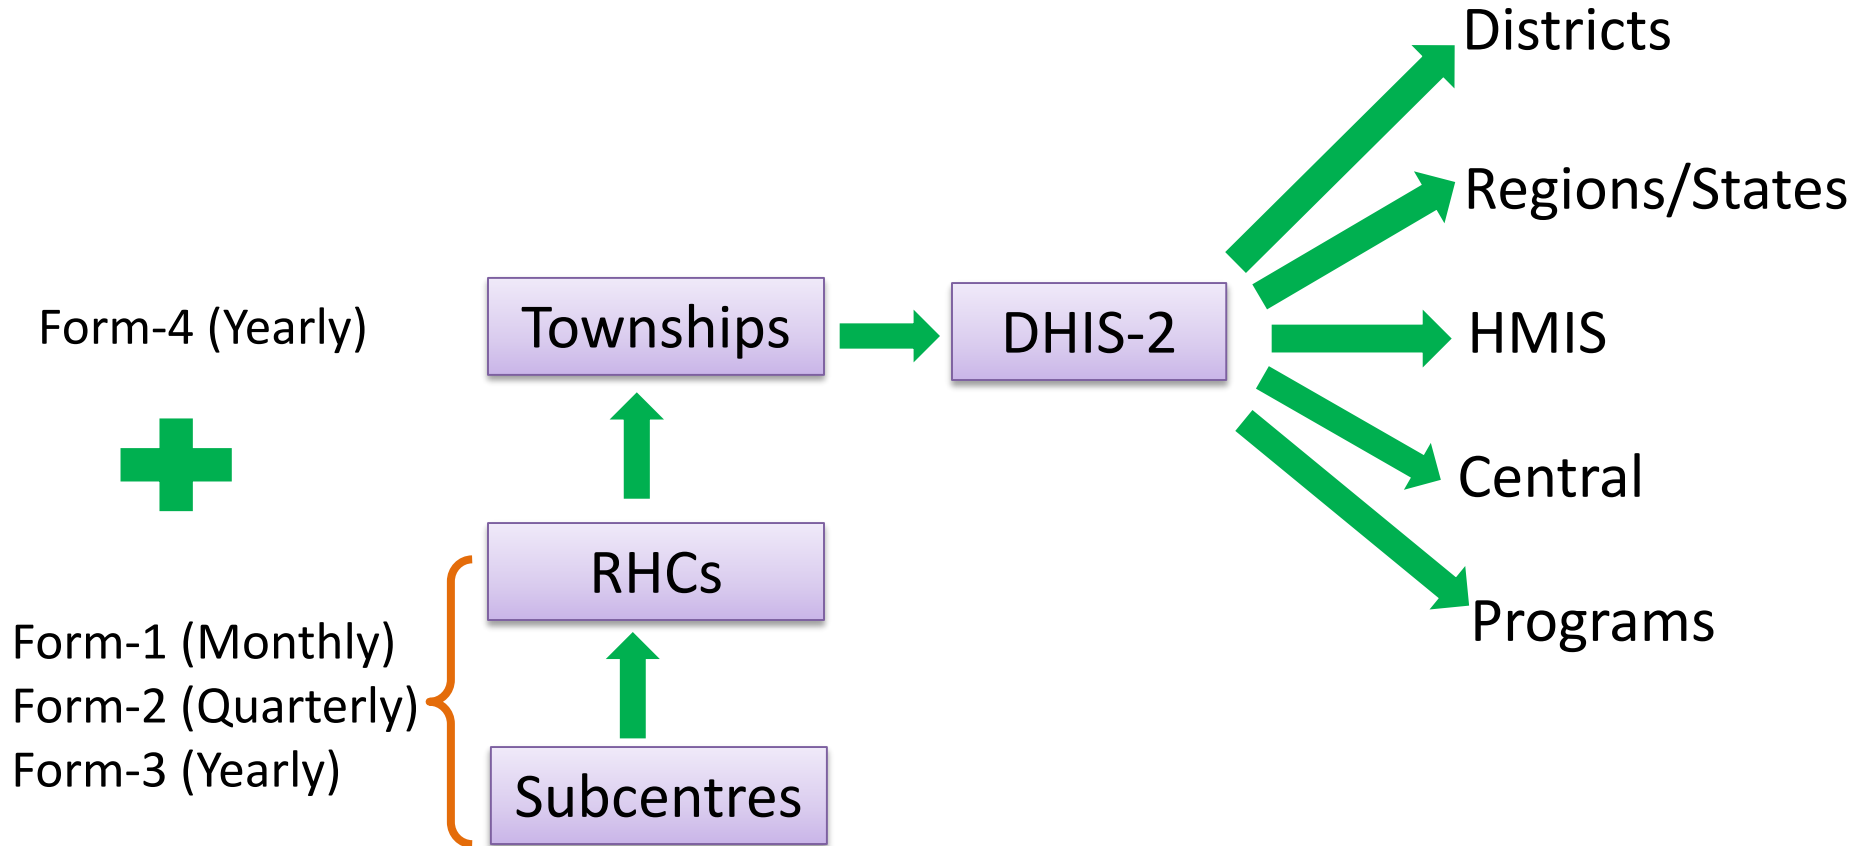 Districts
Regions/States
Form-4 (Yearly)
Townships
DHIS-2
HMIS
Central
RHCs
Programs
Form-1 (Monthly)
Form-2 (Quarterly)
Form-3 (Yearly)
Subcentres